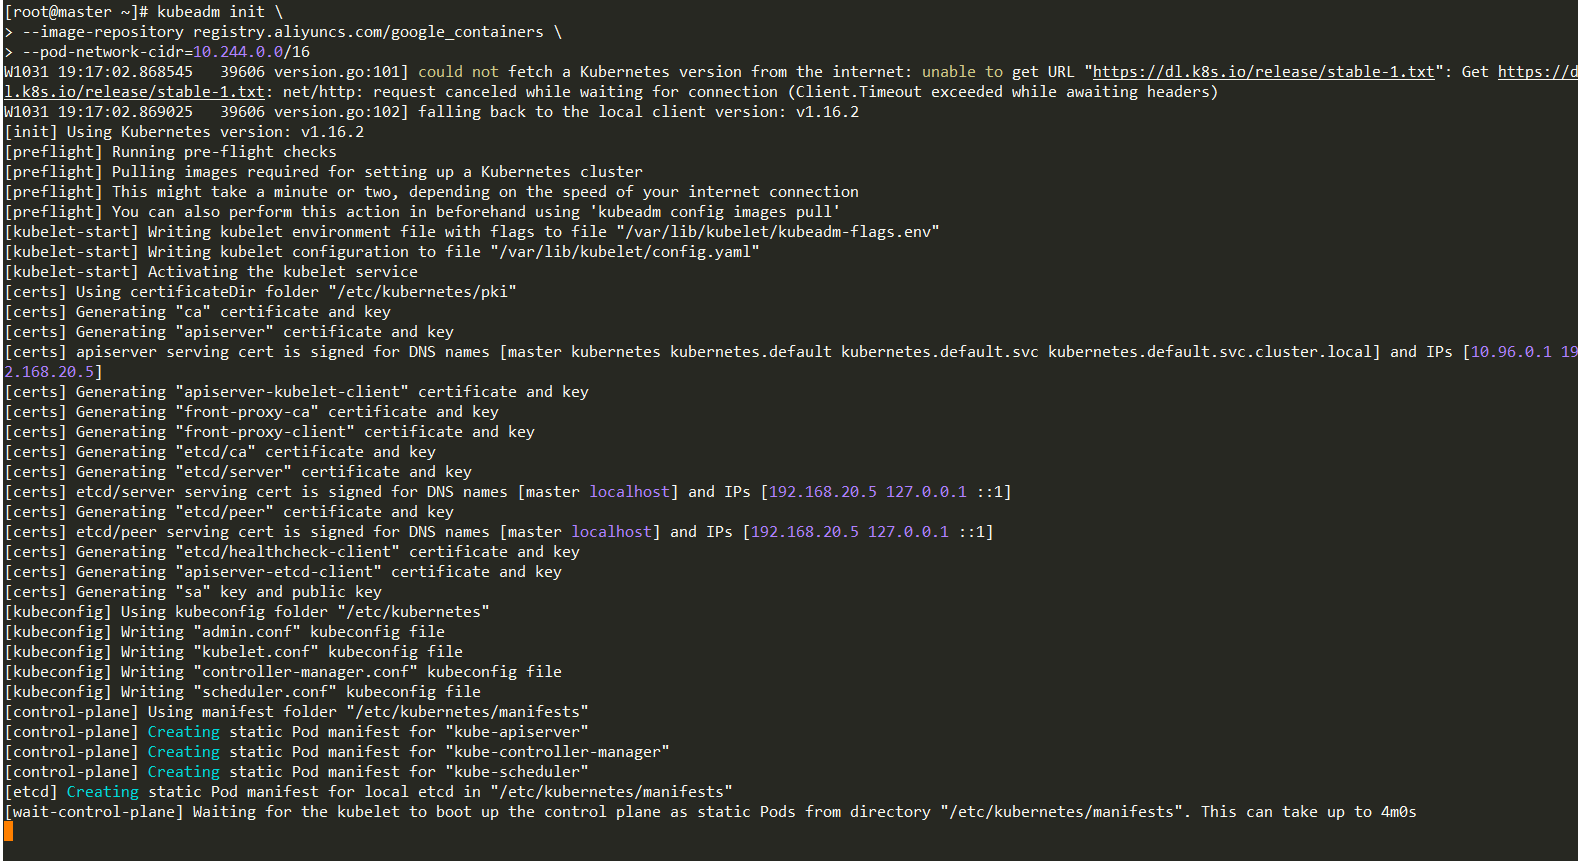 [root@master ~]# kubeadm init \
> --image-repository registry.aliyuncs.com/google_containers \
> --pod-network-cidr=10.244.0.0/16
W1031 19:17:02.868545   39606 version.go:101] could not fetch a Kubernetes version from the internet: unable to get URL "https://dl.k8s.io/release/stable-1.txt": Get https://d
l.k8s.io/release/stable-1.txt: net/http: request canceled while waiting for connection (Client.Timeout exceeded while awaiting headers)
W1031 19:17:02.869025   39606 version.go:102] falling back to the local client version: v1.16.2
[init] Using Kubernetes version: v1.16.2
[preflight] Running pre-flight checks
[preflight] Pulling images required for setting up a Kubernetes cluster
[preflight] This might take a minute or two, depending on the speed of your internet connection
[preflight] You can also perform this action in beforehand using 'kubeadm config images pull'
[kubelet-start] Writing kubelet environment file with flags to file "/var/lib/kubelet/kubeadm-flags.env"
[kubelet-start] Writing kubelet configuration to file "/var/lib/kubelet/config.yaml"
[kubelet-start] Activating the kubelet service
[certs] Using certificateDir folder "/etc/kubernetes/pki"
[certs] Generating "ca" certificate and key
[certs] Generating "apiserver" certificate and key
[certs] apiserver serving cert is signed for DNS names [master kubernetes kubernetes.default kubernetes.default.svc kubernetes.default.svc.cluster.local] and IPs [10.96.0.1 19
2.168.20.5]
[certs] Generating "apiserver-kubelet-client" certificate and key
[certs] Generating "front-proxy-ca" certificate and key
[certs] Generating "front-proxy-client" certificate and key
[certs] Generating "etcd/ca" certificate and key
[certs] Generating "etcd/server" certificate and key
[certs] etcd/server serving cert is signed for DNS names [master localhost] and IPs [192.168.20.5 127.0.0.1 ::1]
[certs] Generating "etcd/peer" certificate and key
[certs] etcd/peer serving cert is signed for DNS names [master localhost] and IPs [192.168.20.5 127.0.0.1 ::1]
[certs] Generating "etcd/healthcheck-client" certificate and key
[certs] Generating "apiserver-etcd-client" certificate and key
[certs] Generating "sa" key and public key
[kubeconfig] Using kubeconfig folder "/etc/kubernetes"
[kubeconfig] Writing "admin.conf" kubeconfig file
[kubeconfig] Writing "kubelet.conf" kubeconfig file
[kubeconfig] Writing "controller-manager.conf" kubeconfig file
[kubeconfig] Writing "scheduler.conf" kubeconfig file
[control-plane] Using manifest folder "/etc/kubernetes/manifests"
[control-plane] Creating static Pod manifest for "kube-apiserver"
[control-plane] Creating static Pod manifest for "kube-controller-manager"
[control-plane] Creating static Pod manifest for "kube-scheduler"
[etcd] Creating static Pod manifest for local etcd in "/etc/kubernetes/manifests"
[wait-control-plane] Waiting for the kubelet to boot up the control plane as static Pods from directory "/etc/kubernetes/manifests". This can take up to 4m0s